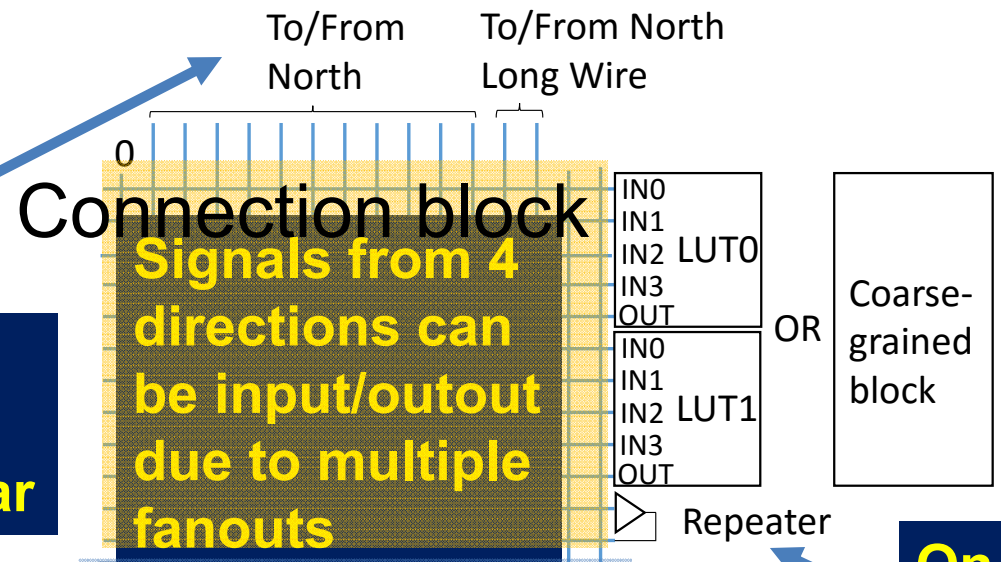 To/From
North
To/From North
Long Wire
0
Connection block
Signals from 4
directions can
be input/outout
due to multiple
fanouts
IN0
IN1
IN2
IN3
OUT
LUT0
IN0
IN1
IN2
IN3
OUT
LUT1
OR
Coarse-
grained
block
Repeater
ar
On